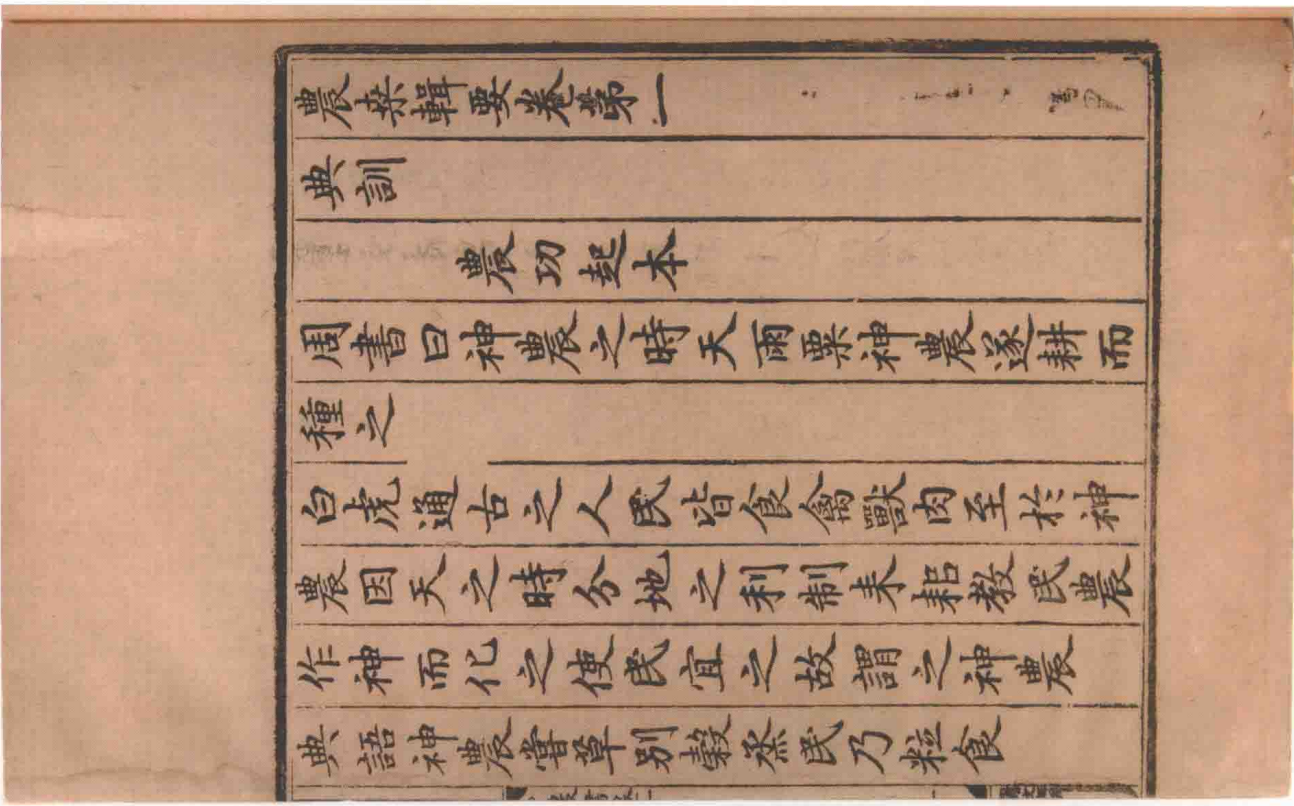 農桑輯要卷第一
典訓
農功起本
周書曰神農之時天雨粟神農遂耕而
種之
白虎通古之人民皆食禽獸肉至於神
農因天之時分地之利制耒耜教民農
作神而化之使民宜之故謂之神農
典語神農嘗草別穀烝民乃粒食